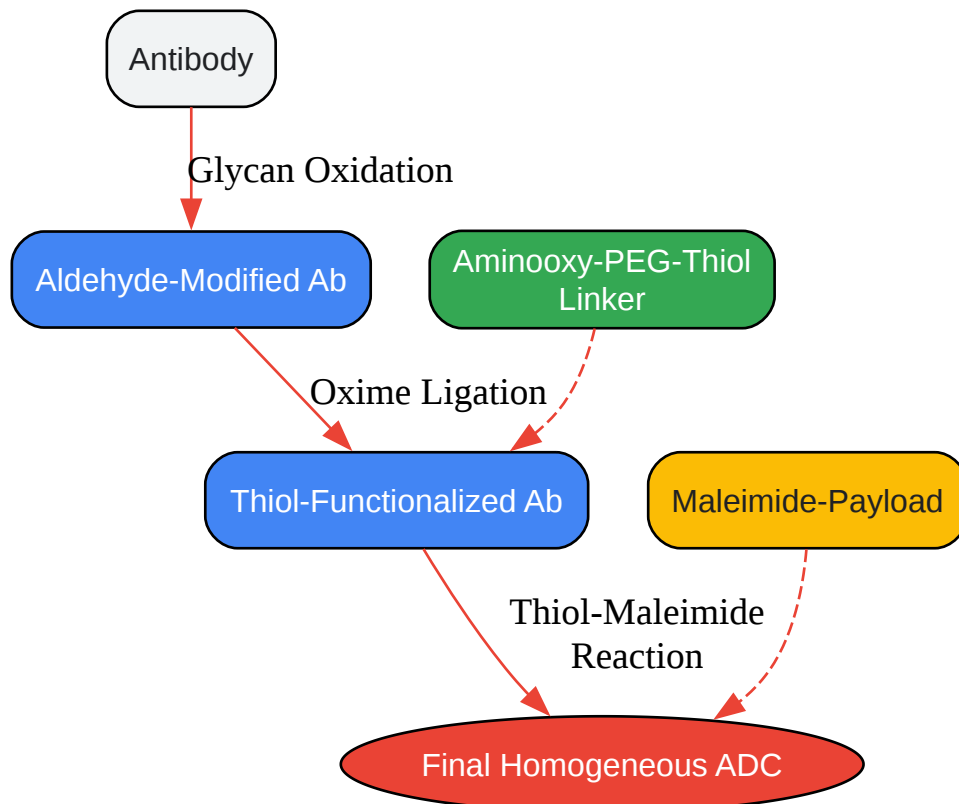 Antibody
Glycan Oxidation
Aldehyde-Modified Ab
Aminooxy-PEG-Thiol
Linker
Oxime Ligation
Thiol-Functionalized Ab
Maleimide-Payload
Thiol-Maleimide
Reaction
Final Homogeneous ADC